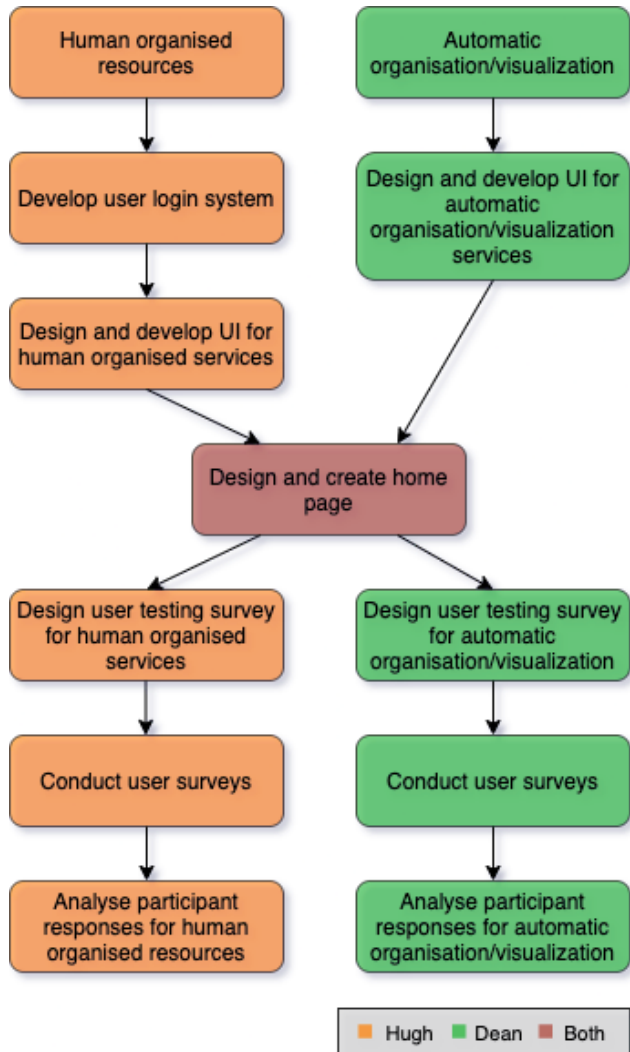 Human organised
resources
Automatic
organisation/visualization
Develop user login system
Design and develop UI for
automatic
organisation/visualization
services
Design and develop UI for
human organised services
Design and create home
page
Design user testing survey
for human organised
services
Design user testing survey
for automatic
organisation/visualization
Conduct user surveys
Conduct user surveys
Analyse participant
responses for human
organised resources
Analyse participant
responses for automatic
organisation/visualization
Hugh Dean Both